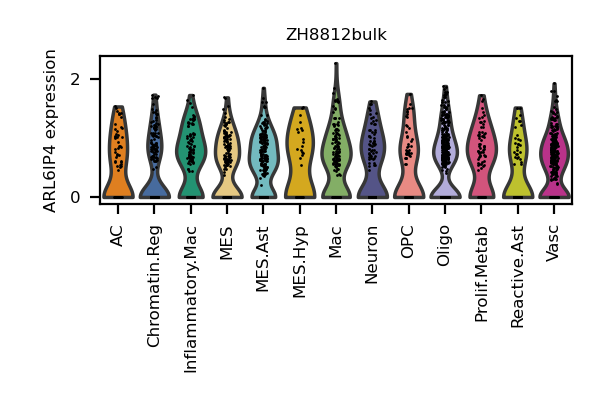 ZH8812bulk
ARL6IP4 expression
2
0
AC
Chromatin.Reg
Inflammatory.Mac
MES
MES.Ast
MES.Hyp
Mac
Neuron
OPC
Oligo
Prolif.Metab
Reactive.Ast
Vasc